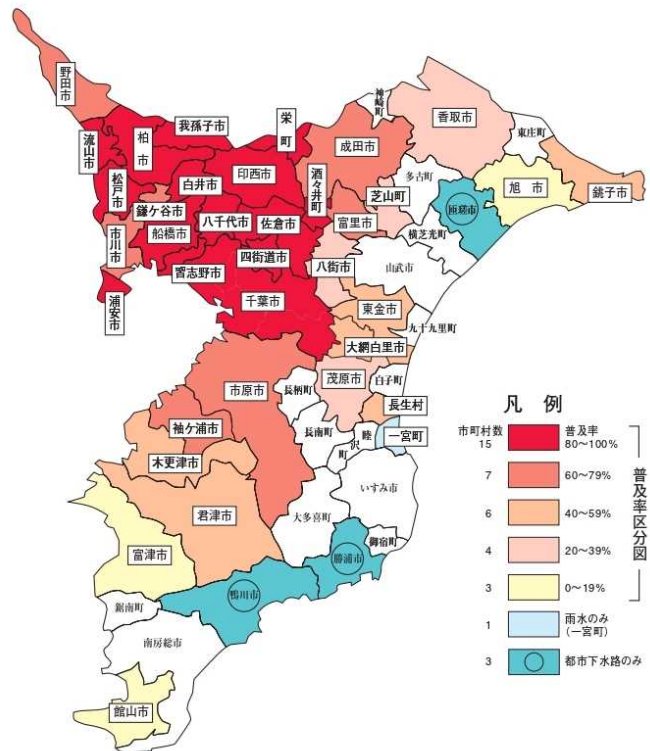 野田市
流山市
柏市
我孫子市
栄町
神崎町
香取市
東庄町
銚子市
旭市
匝瑳市
多古町
成田市
酒々井町
印西市
白井市
松戸市
鎌ケ谷市
船橋市
市川市
浦安市
習志野市
八千代市
佐倉市
四街道市
千葉市
八街市
富里市
芝山町
横芝光町
山武市
東金市
九十九里町
大網白里市
茂原市
白子町
長生村
一宮町
睦沢町
長柄町
長南町
市原市
袖ケ浦市
木更津市
君津市
富津市
大多喜町
いすみ市
御宿町
勝浦市
鴨川市
鋸南町
南房総市
館山市
凡例
市町村数 普及率
15 80〜100%
7 60〜79%
6 40〜59%
4 20〜39%
3 0〜19%
1 雨水のみ
(一宮町)
3 都市下水路のみ
普及率区分図